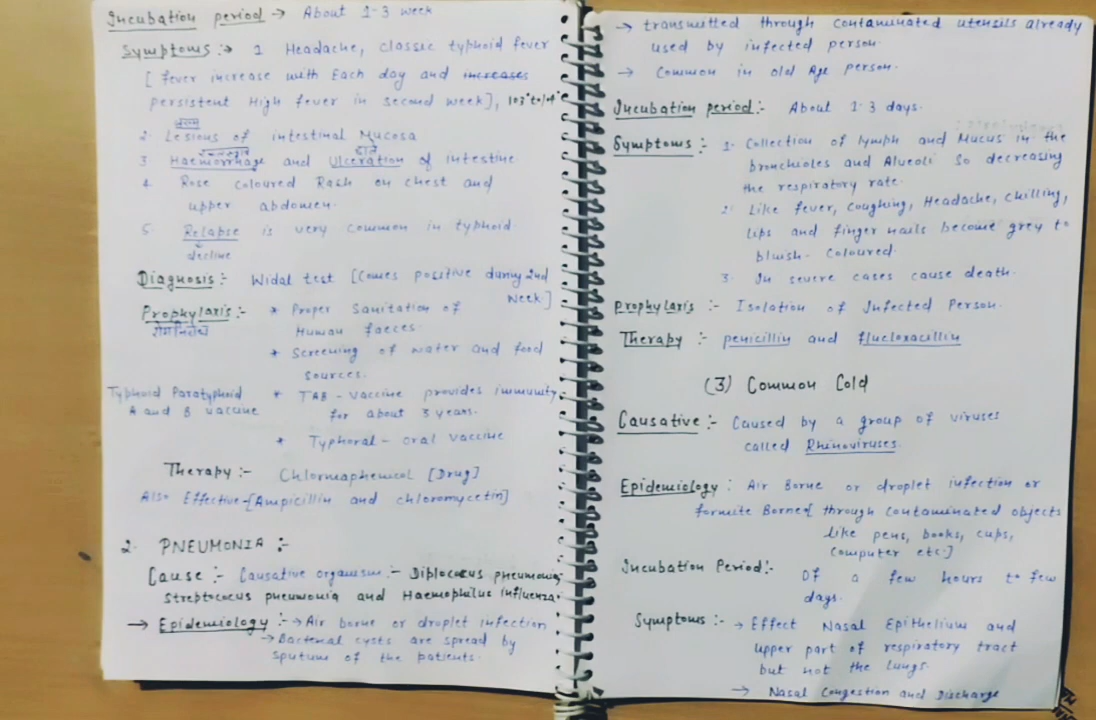 Incubation period → About 1-3 week
Symptoms :→ 1 Headache, classic typhoid fever
[ fever increase with Each day and increases
persistent High fever in second week], 103° to 104°
2. Lesions of intestinal Mucosa
3 Haemorrhage and Ulceration of intestine
4. Rose coloured Rash on chest and
upper abdomen.
5. Relapse is very common in typhoid
decline
Diagnosis :- Widal test [Comes positive during 2nd
Week]
Prophylaxis :- * Proper Sanitation of
रोगनिरोध Human faeces.
* Screening of water and food
sources.
Typhoid Paratyphoid * TAB - vaccine provides immunity
A and B vaccine for about 3 years.
* Typhoral - oral vaccine
Therapy :- Chlormaphenicol [Drug]
Also Effective-[Ampicillin and chloromycetin]
2. PNEUMONIA :-
Cause :- Causative organism :- Diplococcus pneumonia,
Streptococus pneumonia and Haemophilus influenza.
→ Epidemiology :- → Air borne or droplet infection
→ Bacterial cysts are spread by
sputum of the patients.
→ transmitted through contaminated utensils already
used by infected person.
→ Common in old Age person.
Incubation period :- About 1-3 days.
Symptoms :- 1. Collection of lymph and Mucus in the
bronchioles and Alveoli so decreasing
the respiratory rate.
2. Like fever, Coughing, Headache, chilling,
lips and finger nails become grey to
bluish coloured.
3. In severe cases cause death.
Prophylaxis :- Isolation of Infected Person.
Therapy :- penicillin and flucloxacillin
(3) Common Cold
Causative :- Caused by a group of viruses
called Rhinoviruses.
Epidemiology : Air Borne or droplet infection or
formite Borne[ through contaminated objects
like pens, books, cups,
computer etc.]
Incubation Period :- Of a few hours to few
days.
Symptoms :- → Effect Nasal Epithelium and
upper part of respiratory tract
but not the lungs.
→ Nasal Congestion and Discharge